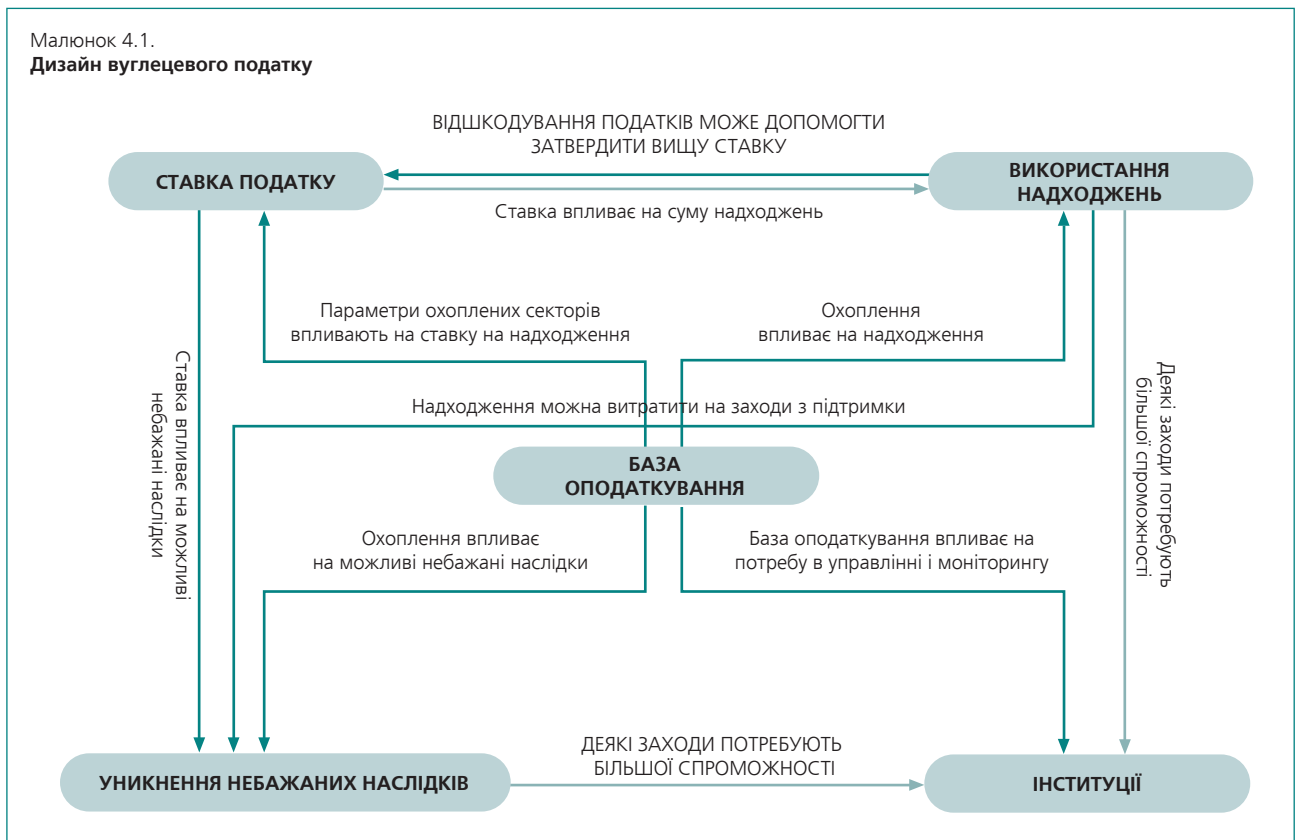 Малюнок 4.1.
Дизайн вуглецевого податку
ВІДШКОДУВАННЯ ПОДАТКІВ МОЖЕ ДОПОМОГТИ
ЗАТВЕРДИТИ ВИЩУ СТАВКУ
СТАВКА ПОДАТКУ
ВИКОРИСТАННЯ
НАДХОДЖЕНЬ
Ставка впливає на суму надходжень
Параметри охоплених секторів
впливають на ставку на надходження
Охоплення
впливає на надходження
Ставка впливає на можливі
небажані наслідки
Деякі заходи потребують
більшої спроможності
Надходження можна витратити на заходи з підтримки
БАЗА
ОПОДАТКУВАННЯ
Охоплення впливає
на можливі небажані наслідки
База оподаткування впливає на
потребу в управлінні і моніторингу
ДЕЯКІ ЗАХОДИ ПОТРЕБУЮТЬ
БІЛЬШОЇ СПРОМОЖНОСТІ
УНИКНЕННЯ НЕБАЖАНИХ НАСЛІДКІВ
ІНСТИТУЦІЇ